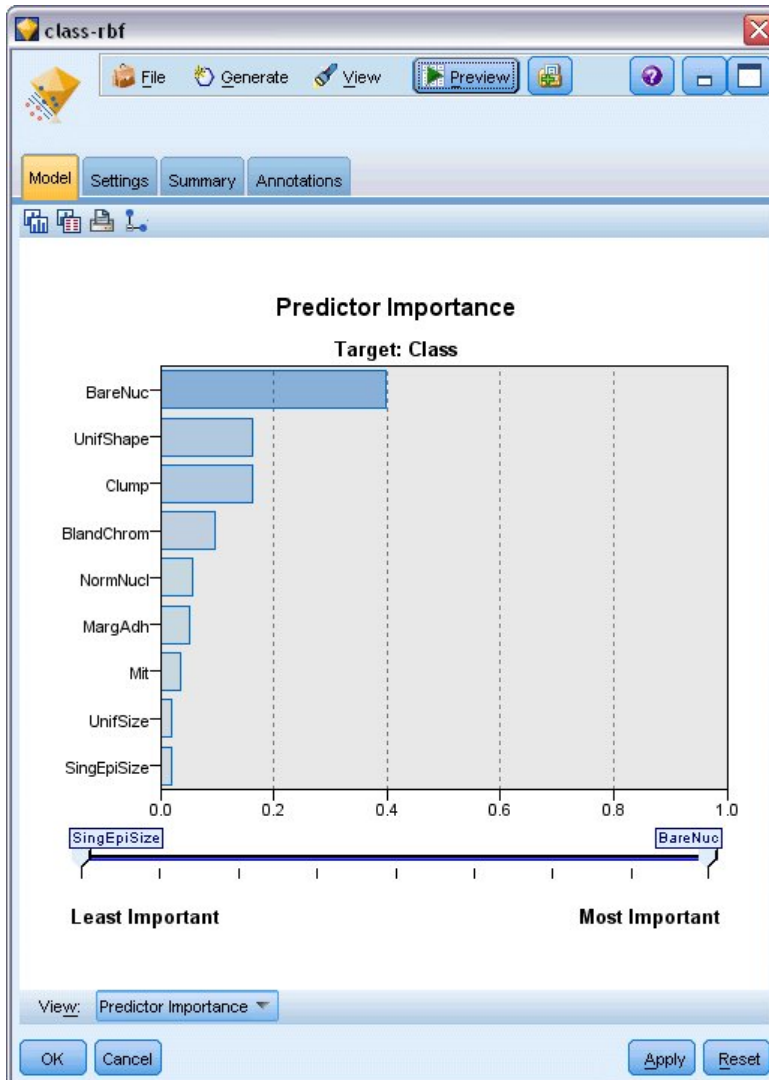 class-rbf
File Generate View Preview
Model Settings Summary Annotations
Predictor Importance
Target: Class
BareNuc
UnifShape
Clump
BlandChrom
NormNucl
MargAdh
Mit
UnifSize
SingEpiSize
0.0 0.2 0.4 0.6 0.8 1.0
SingEpiSize BareNuc
Least Important Most Important
View: Predictor Importance
OK Cancel Apply Reset